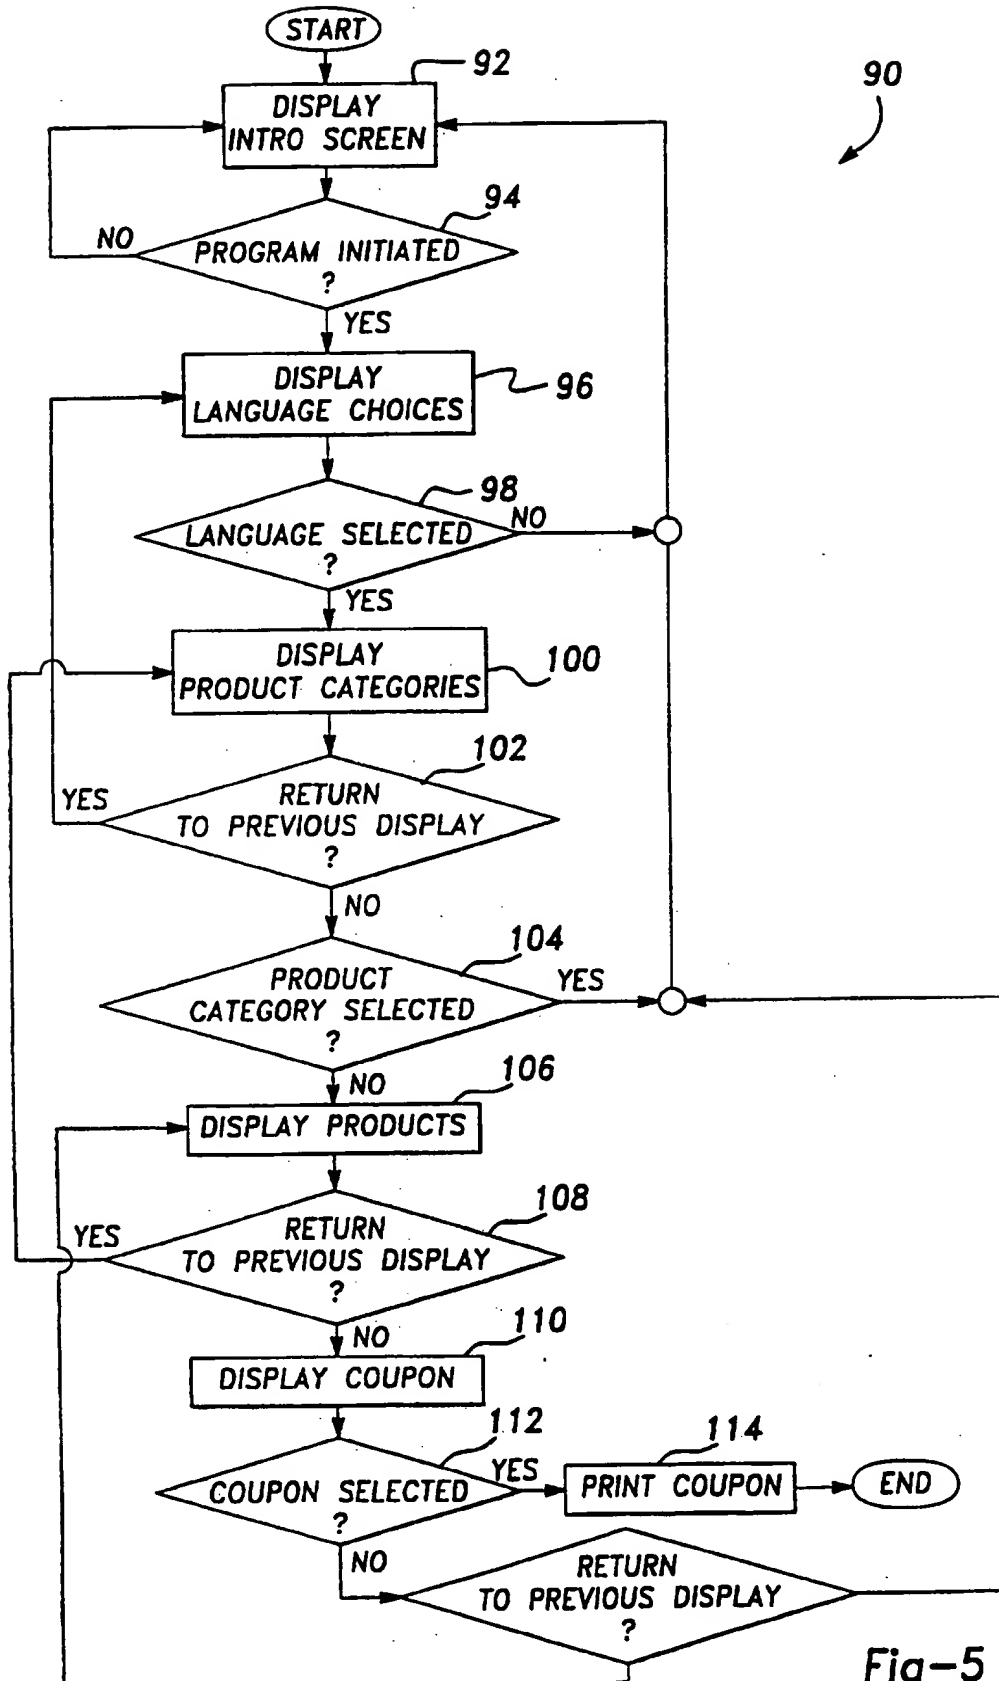 START
92
DISPLAY
INTRO SCREEN
90
94
NO
PROGRAM INITIATED
?
YES
DISPLAY
LANGUAGE CHOICES
96
98
LANGUAGE SELECTED
?
NO
YES
DISPLAY
PRODUCT CATEGORIES
100
102
YES
RETURN
TO PREVIOUS DISPLAY
?
NO
104
PRODUCT
CATEGORY SELECTED
?
YES
NO
106
DISPLAY PRODUCTS
108
YES
RETURN
TO PREVIOUS DISPLAY
?
NO
110
DISPLAY COUPON
112
COUPON SELECTED
?
YES
114
PRINT COUPON
END
NO
RETURN
TO PREVIOUS DISPLAY
?
Fig-5